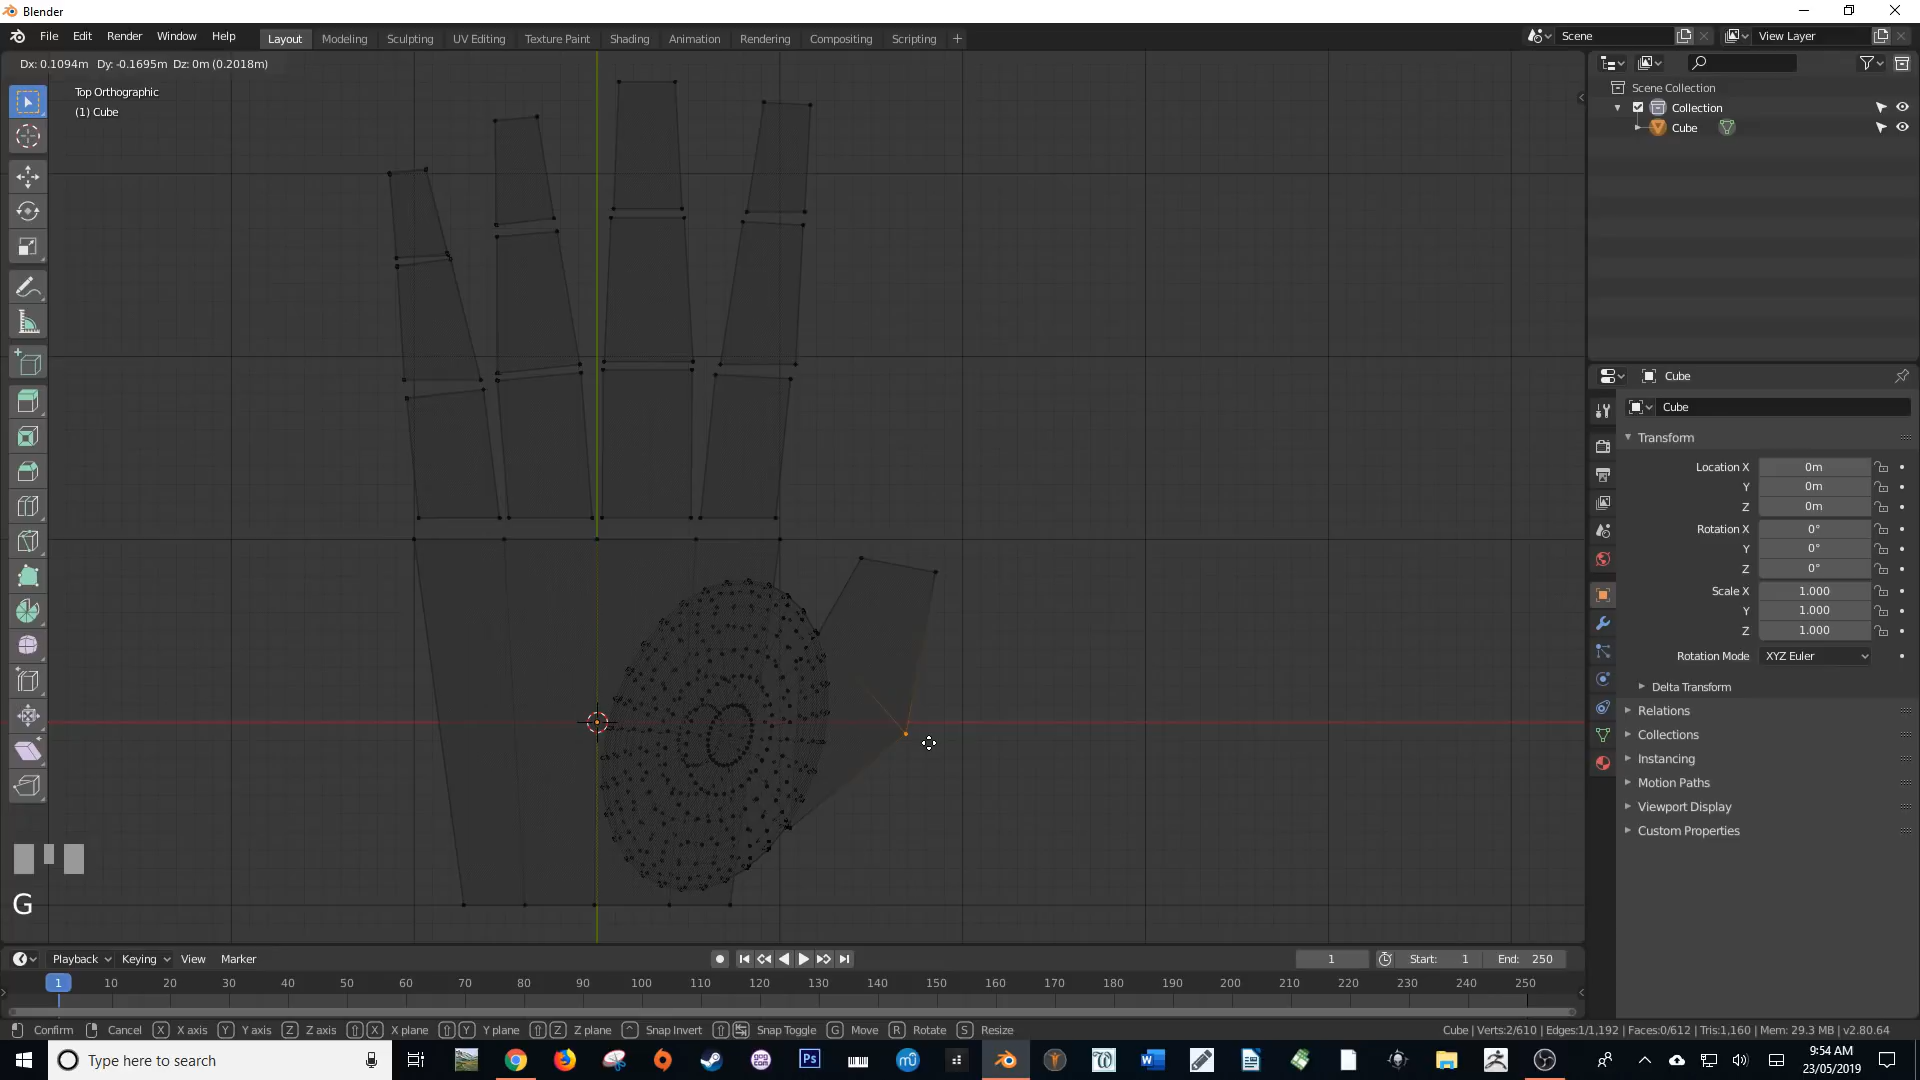 Blender
File Edit Render Window Help
Layout Modeling Sculpting UV Editing Texture Paint Shading Animation Rendering Compositing Scripting +
Scene
View Layer
Dx: 0.1094m Dy: -0.1695m Dz: 0m (0.2018m)
Top Orthographic
(1) Cube
Scene Collection
Collection
Cube
Cube
Cube
Transform
Location X 0m
Y 0m
Z 0m
Rotation X 0°
Y 0°
Z 0°
Scale X 1.000
Y 1.000
Z 1.000
Rotation Mode XYZ Euler
Delta Transform
Relations
Collections
Instancing
Motion Paths
Viewport Display
Custom Properties
G
Playback Keying View Marker
1
Start: 1 End: 250
1 10 20 30 40 50 60 70 80 90 100 110 120 130 140 150 160 170 180 190 200 210 220 230 240 250
Confirm Cancel X X axis Y Y axis Z Z axis X X plane Y Y plane Z Z plane Snap Invert Snap Toggle G Move R Rotate S Resize
Cube | Verts:2/610 | Edges:1/1,192 | Faces:0/612 | Tris:1,160 | Mem: 29.3 MB | v2.80.64
Type here to search
Ps
9:54 AM
23/05/2019